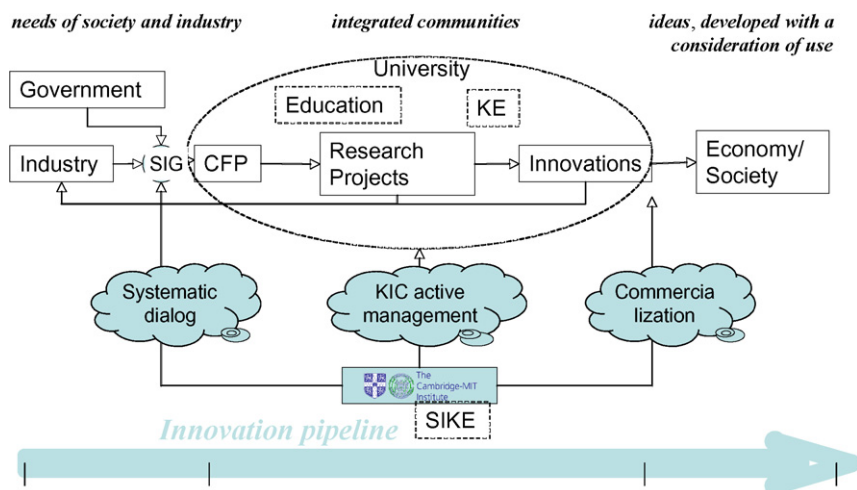 needs of society and industry
integrated communities
ideas, developed with a
consideration of use
University
Government
Education
KE
Industry
SIG
CFP
Research
Projects
Innovations
Economy/
Society
Systematic
dialog
KIC active
management
Commercia
lization
The
Cambridge-MIT
Institute
SIKE
Innovation pipeline